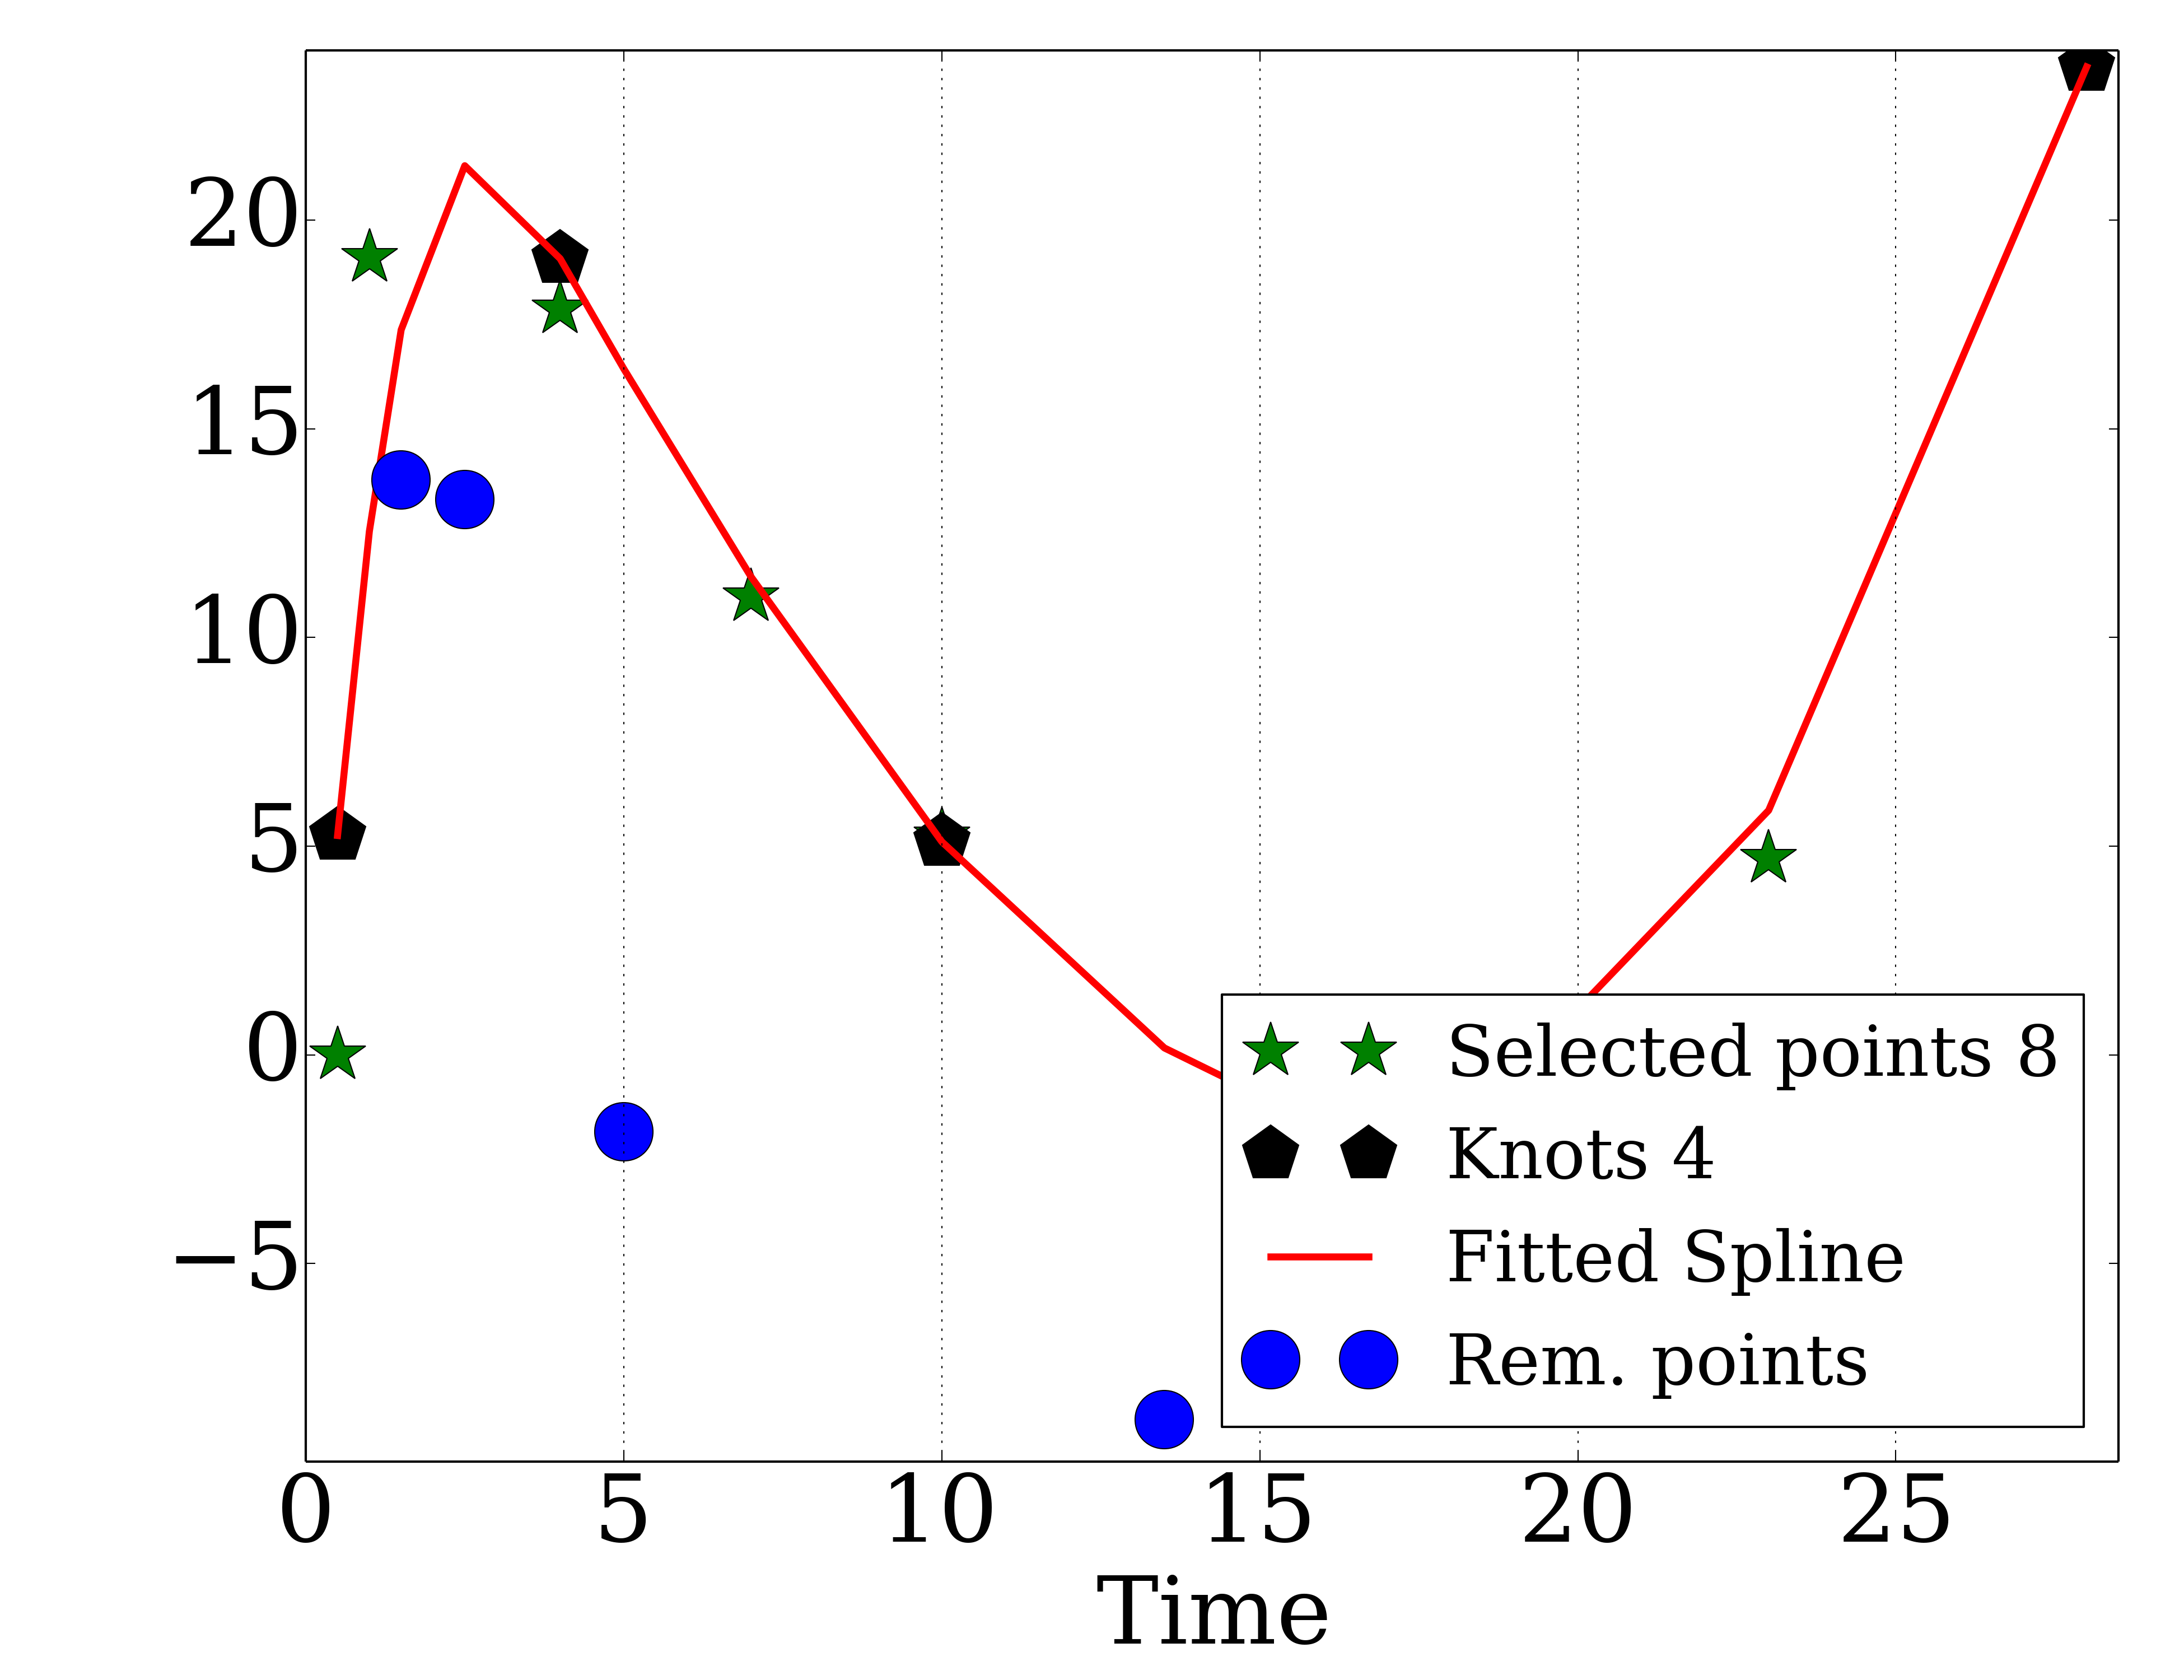 20
15
10
5
0
−5
0 5 10 15 20 25
Time
Selected points 8
Knots 4
Fitted Spline
Rem. points